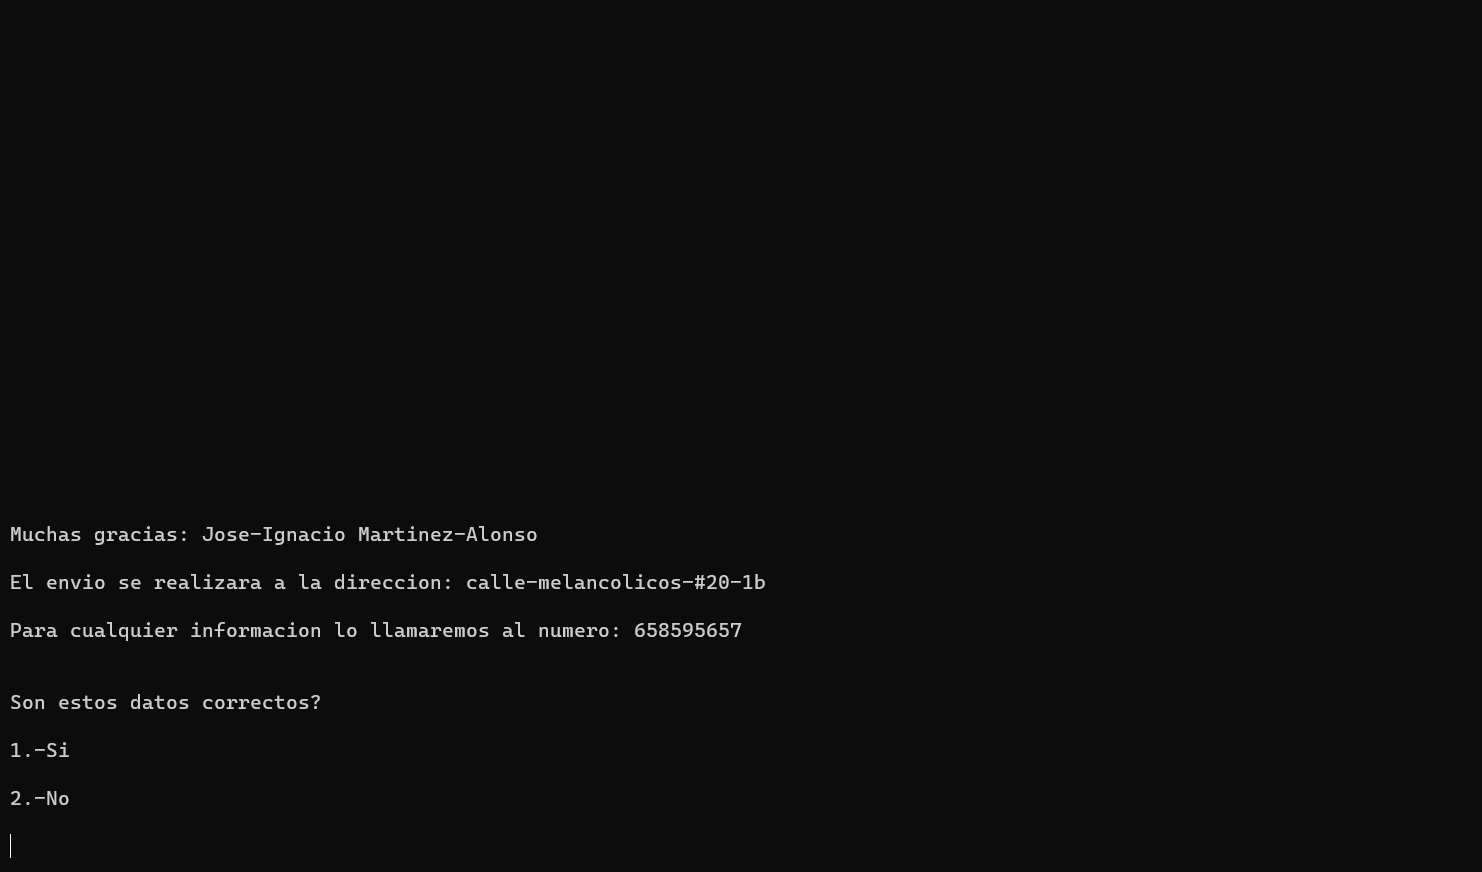 Muchas gracias: Jose-Ignacio Martinez-Alonso
El envio se realizara a la direccion: calle-melancolicos-#20-1b
Para cualquier informacion lo llamaremos al numero: 658595657
Son estos datos correctos?
1.-Si
2.-No